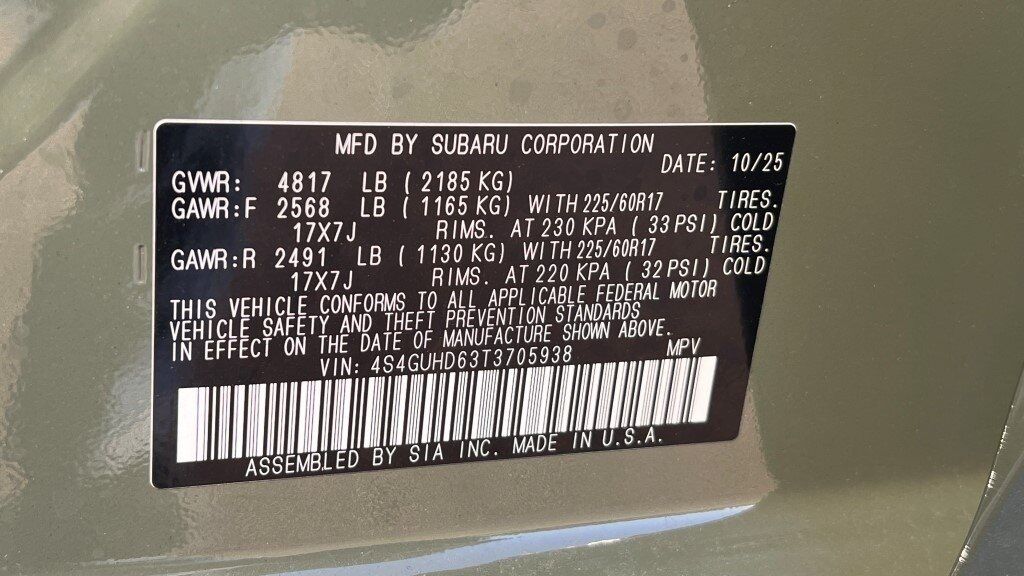 MFD BY SUBARU CORPORATION
DATE: 10/25
GVWR: 4817 LB ( 2185 KG)
GAWR:F 2568 LB ( 1165 KG) WITH 225/60R17 TIRES.
17X7J RIMS. AT 230 KPA ( 33 PSI) COLD
GAWR:R 2491 LB ( 1130 KG) WITH 225/60R17 TIRES.
17X7J RIMS. AT 220 KPA ( 32 PSI) COLD
THIS VEHICLE CONFORMS TO ALL APPLICABLE FEDERAL MOTOR
VEHICLE SAFETY AND THEFT PREVENTION STANDARDS
IN EFFECT ON THE DATE OF MANUFACTURE SHOWN ABOVE.
VIN: 4S4GUHD63T3705938 MPV
ASSEMBLED BY SIA INC. MADE IN U.S.A.